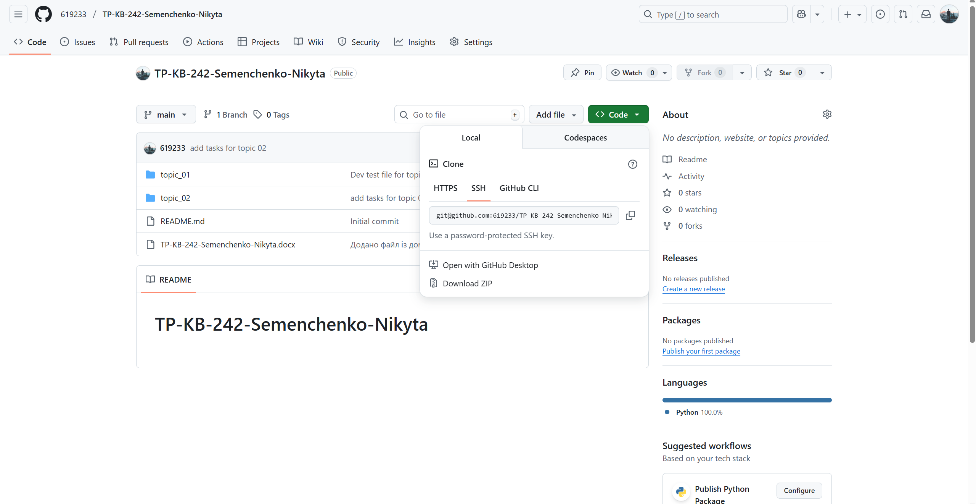 619233 / TP-KB-242-Semenchenko-Nikyta
Type / to search
Code Issues Pull requests Actions Projects Wiki Security Insights Settings
TP-KB-242-Semenchenko-Nikyta Public
Pin Watch 0 Fork 0 Star 0
main 1 Branch 0 Tags Go to file t Add file Code
619233 add tasks for topic 02
topic_01 Dev test file for topi
topic_02 add tasks for topic 0
README.md Initial commit
TP-KB-242-Semenchenko-Nikyta.docx Додано файл із до
README
TP-KB-242-Semenchenko-Nikyta
Local Codespaces
Clone
HTTPS SSH GitHub CLI
git@github.com:619233/TP-KB-242-Semenchenko-Nik
Use a password-protected SSH key.
Open with GitHub Desktop
Download ZIP
About
No description, website, or topics provided.
Readme
Activity
0 stars
0 watching
0 forks
Releases
No releases published
Create a new release
Packages
No packages published
Publish your first package
Languages
Python 100.0%
Suggested workflows
Based on your tech stack
Publish Python
Package
Configure